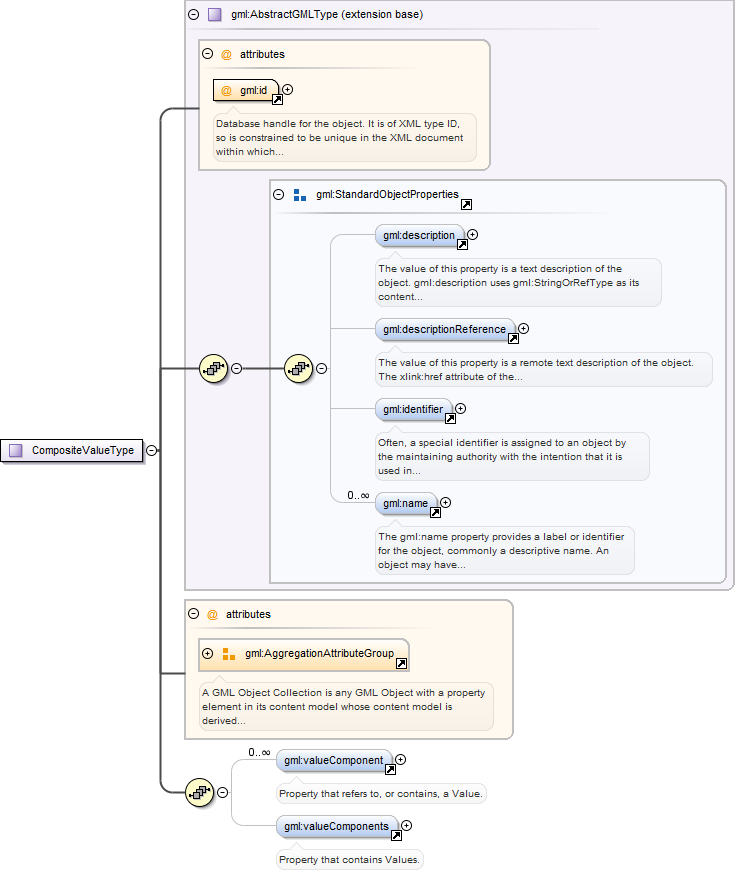 gml:AbstractGMLType (extension base)
@ attributes
@ gml:id
Database handle for the object. It is of XML type ID,
so is constrained to be unique in the XML document
within which...
gml:StandardObjectProperties
gml:description
The value of this property is a text description of the
object. gml:description uses gml:StringOrRefType as its
content...
gml:descriptionReference
The value of this property is a remote text description of the object.
The xlink:href attribute of the...
gml:identifier
Often, a special identifier is assigned to an object by
the maintaining authority with the intention that it is
used in...
CompositeValueType
0..∞
gml:name
The gml:name property provides a label or identifier
for the object, commonly a descriptive name. An
object may have...
@ attributes
gml:AggregationAttributeGroup
A GML Object Collection is any GML Object with a property
element in its content model whose content model is
derived...
0..∞
gml:valueComponent
Property that refers to, or contains, a Value.
gml:valueComponents
Property that contains Values.